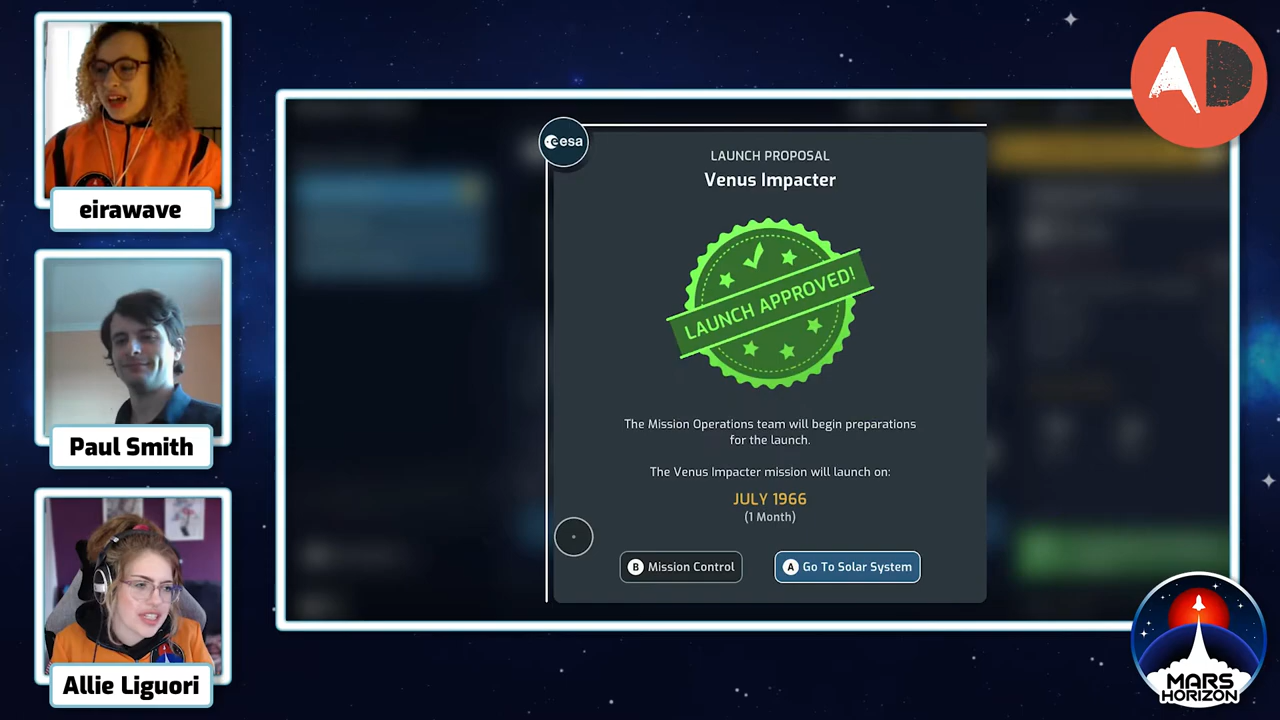 eirawave
Paul Smith
Allie Liguori
AD
esa
LAUNCH PROPOSAL
Venus Impacter
LAUNCH APPROVED!
The Mission Operations team will begin preparations
for the launch.
The Venus Impacter mission will launch on:
JULY 1966
(1 Month)
B Mission Control
A Go To Solar System
MARS
HORIZON